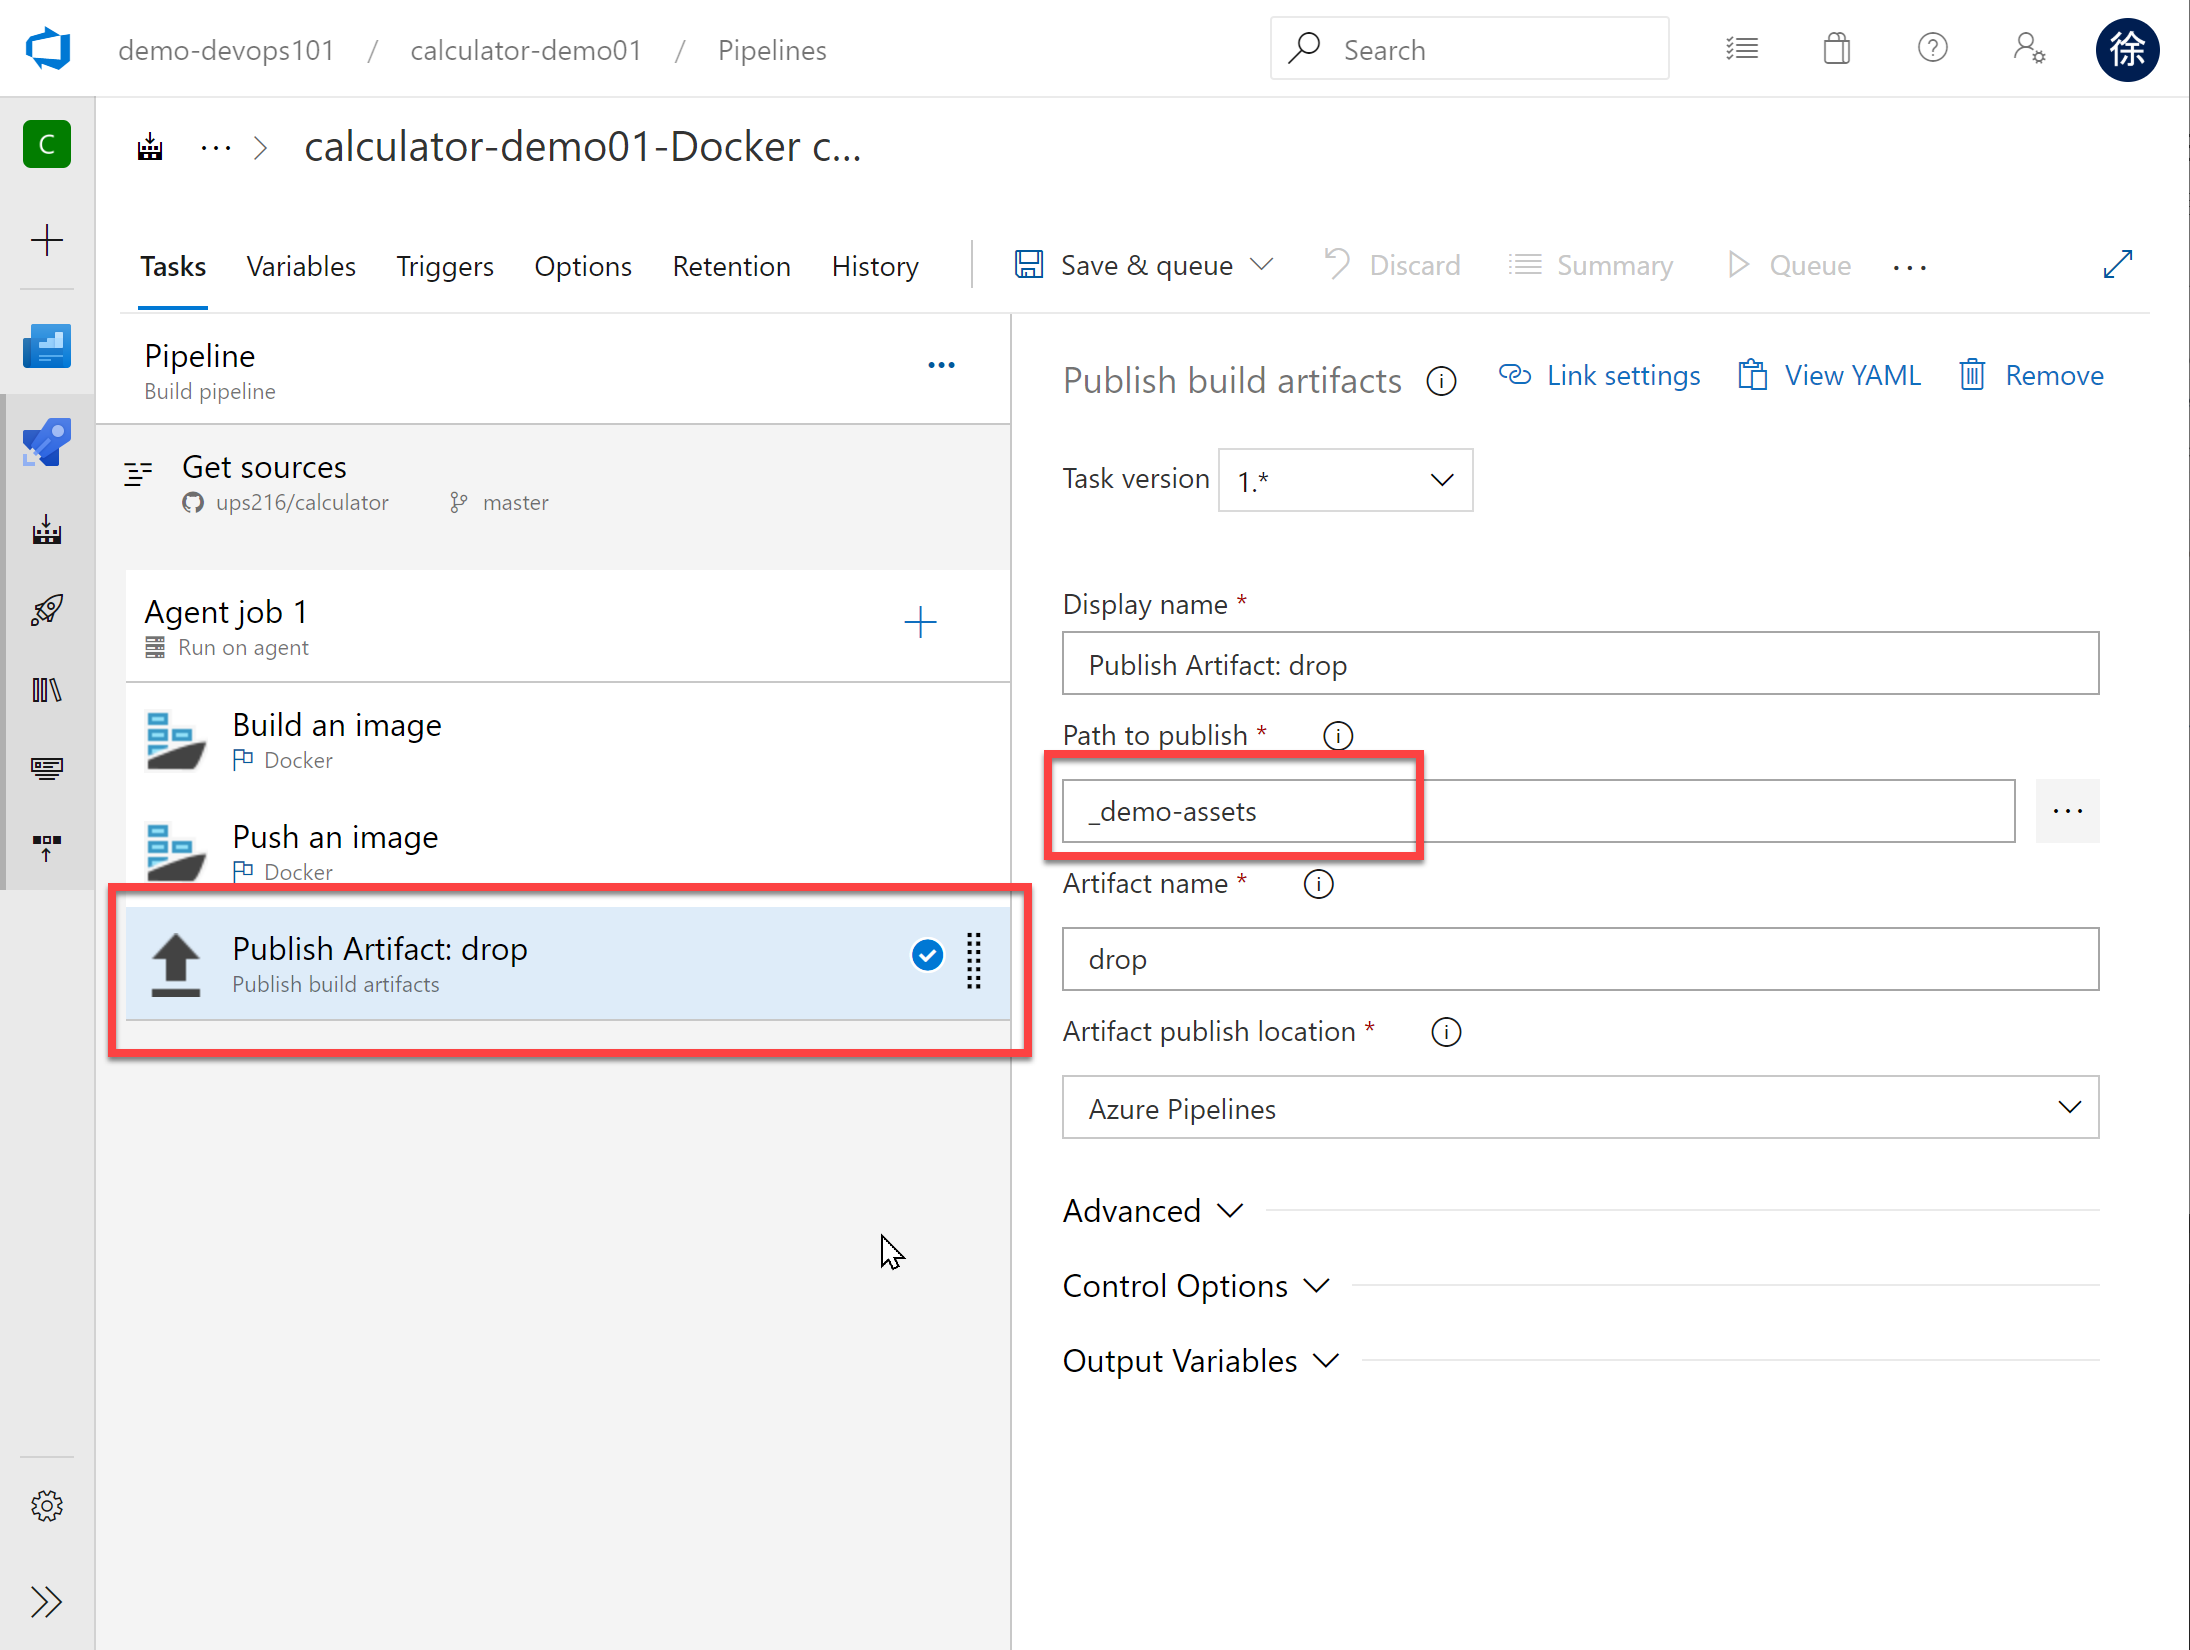 demo-devops101 / calculator-demo01 / Pipelines
Search
徐
C
... > calculator-demo01-Docker c...
Tasks Variables Triggers Options Retention History
Save & queue Discard Summary Queue ...
Pipeline
Build pipeline
...
Get sources
ups216/calculator master
Agent job 1
Run on agent
Build an image
Docker
Push an image
Docker
Publish Artifact: drop
Publish build artifacts
Publish build artifacts Link settings View YAML Remove
Task version 1.*
Display name *
Publish Artifact: drop
Path to publish *
_demo-assets
...
Artifact name *
drop
Artifact publish location *
Azure Pipelines
Advanced
Control Options
Output Variables